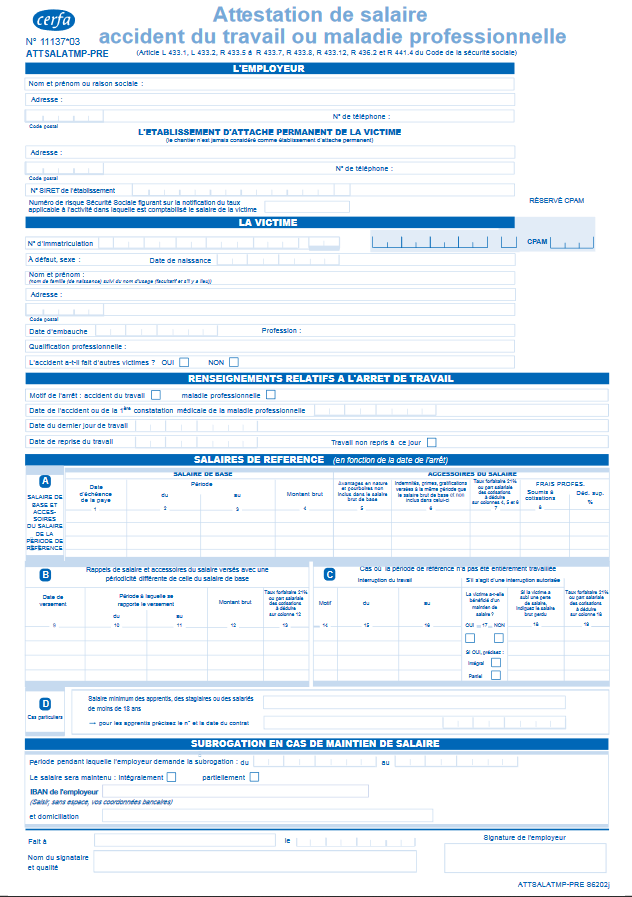 cerfa
Attestation de salaire
accident du travail ou maladie professionnelle
N° 11137*03
ATTSALATMP-PRE
(Article L 433.1, L 433.2, R 433.5 à R 433.7, R 433.8, R 433.12, R 436.2 et R 441.4 du Code de la sécurité sociale)
L'EMPLOYEUR
Nom et prénom ou raison sociale :
Adresse :
N° de téléphone :
Code postal
L'ETABLISSEMENT D'ATTACHE PERMANENT DE LA VICTIME
(le chantier n'est jamais considéré comme établissement d'attache permanent)
Adresse :
N° de téléphone :
Code postal
N° SIRET de l'établissement
Numéro de risque Sécurité Sociale figurant sur la notification du taux
applicable à l'activité dans laquelle est comptabilisé le salaire de la victime
RÉSERVÉ CPAM
LA VICTIME
N° d'immatriculation
CPAM
À défaut, sexe :
Date de naissance
Nom et prénom :
(nom de famille (de naissance) suivi du nom d'usage (facultatif et s'il y a lieu))
Adresse :
Code postal
Date d'embauche
Profession :
Qualification professionnelle :
L'accident a-t-il fait d'autres victimes ? OUI NON
RENSEIGNEMENTS RELATIFS A L'ARRET DE TRAVAIL
Motif de l'arrêt : accident du travail
maladie professionnelle
Date de l'accident ou de la 1ère constatation médicale de la maladie professionnelle
Date du dernier jour de travail
Date de reprise du travail
Travail non repris à ce jour
SALAIRES DE REFERENCE (en fonction de la date de l'arrêt)
A
SALAIRE DE
BASE ET
ACCES-
SOIRES
DU SALAIRE
DE LA
PÉRIODE DE
RÉFÉRENCE
SALAIRE DE BASE
ACCESSOIRES DU SALAIRE
Date
d'échéance
de la paye
1
Période
du
2
au
3
Montant brut
4
Avantages en nature
et pourboires non
inclus dans le salaire
brut de base
5
Indemnités, primes, gratifications
versées à la même période que
le salaire brut de base et non
inclus dans celui-ci
6
Taux forfaitaire 21%
ou part salariale
des cotisations
à déduire
sur colonnes 4, 5 et 6
7
FRAIS PROFES.
Soumis à
cotisations
8
Déd. sup.
%
B
Rappels de salaire et accessoires du salaire versés avec une
périodicité différente de celle du salaire de base
Date de
versement
9
Période à laquelle se
rapporte le versement
du
10
au
11
Montant brut
12
Taux forfaitaire 21%
ou part salariale
des cotisations
à déduire
sur colonne 12
13
C
Cas où la période de référence n'a pas été entièrement travaillée
Interruption du travail
S'il s'agit d'une interruption autorisée
Motif
14
du
15
au
16
La victime a-t-elle
bénéficié d'un
maintien de
salaire ?
OUI 17 NON
Si OUI, précisez :
Intégral
Partiel
Si la victime a
subi une perte
de salaire,
indiquez le salaire
brut perdu
18
Taux forfaitaire 21%
ou part salariale
des cotisations
à déduire
sur colonne 18
19
D
Cas particuliers
Salaire minimum des apprentis, des stagiaires ou des salariés
de moins de 18 ans
→ pour les apprentis précisez le n° et la date du contrat
SUBROGATION EN CAS DE MAINTIEN DE SALAIRE
Période pendant laquelle l'employeur demande la subrogation : du
au
Le salaire sera maintenu : intégralement
partiellement
IBAN de l'employeur
(Saisir, sans espace, vos coordonnées bancaires)
et domiciliation
Fait à
le
Signature de l'employeur
Nom du signataire
et qualité
ATTSALATMP-PRE S6202j